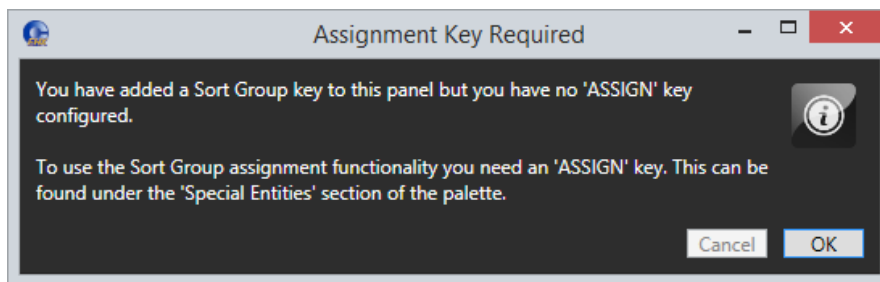 Assignment Key Required
You have added a Sort Group key to this panel but you have no 'ASSIGN' key
configured.
To use the Sort Group assignment functionality you need an 'ASSIGN' key. This can be
found under the 'Special Entities' section of the palette.
Cancel OK